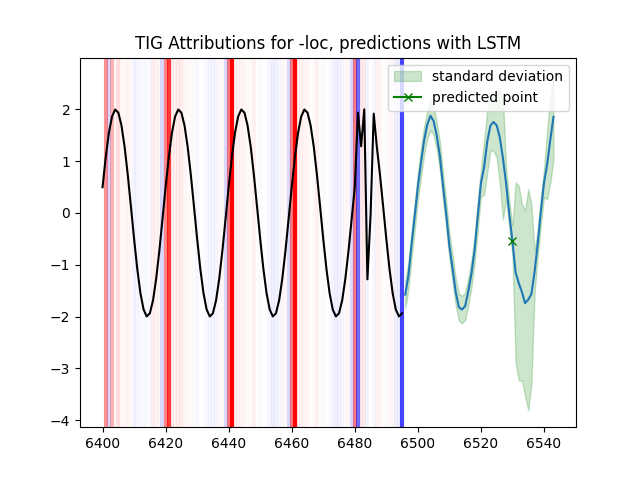 TIG Attributions for -loc, predictions with LSTM
standard deviation
predicted point
2
1
0
−1
−2
−3
−4
6400 6420 6440 6460 6480 6500 6520 6540